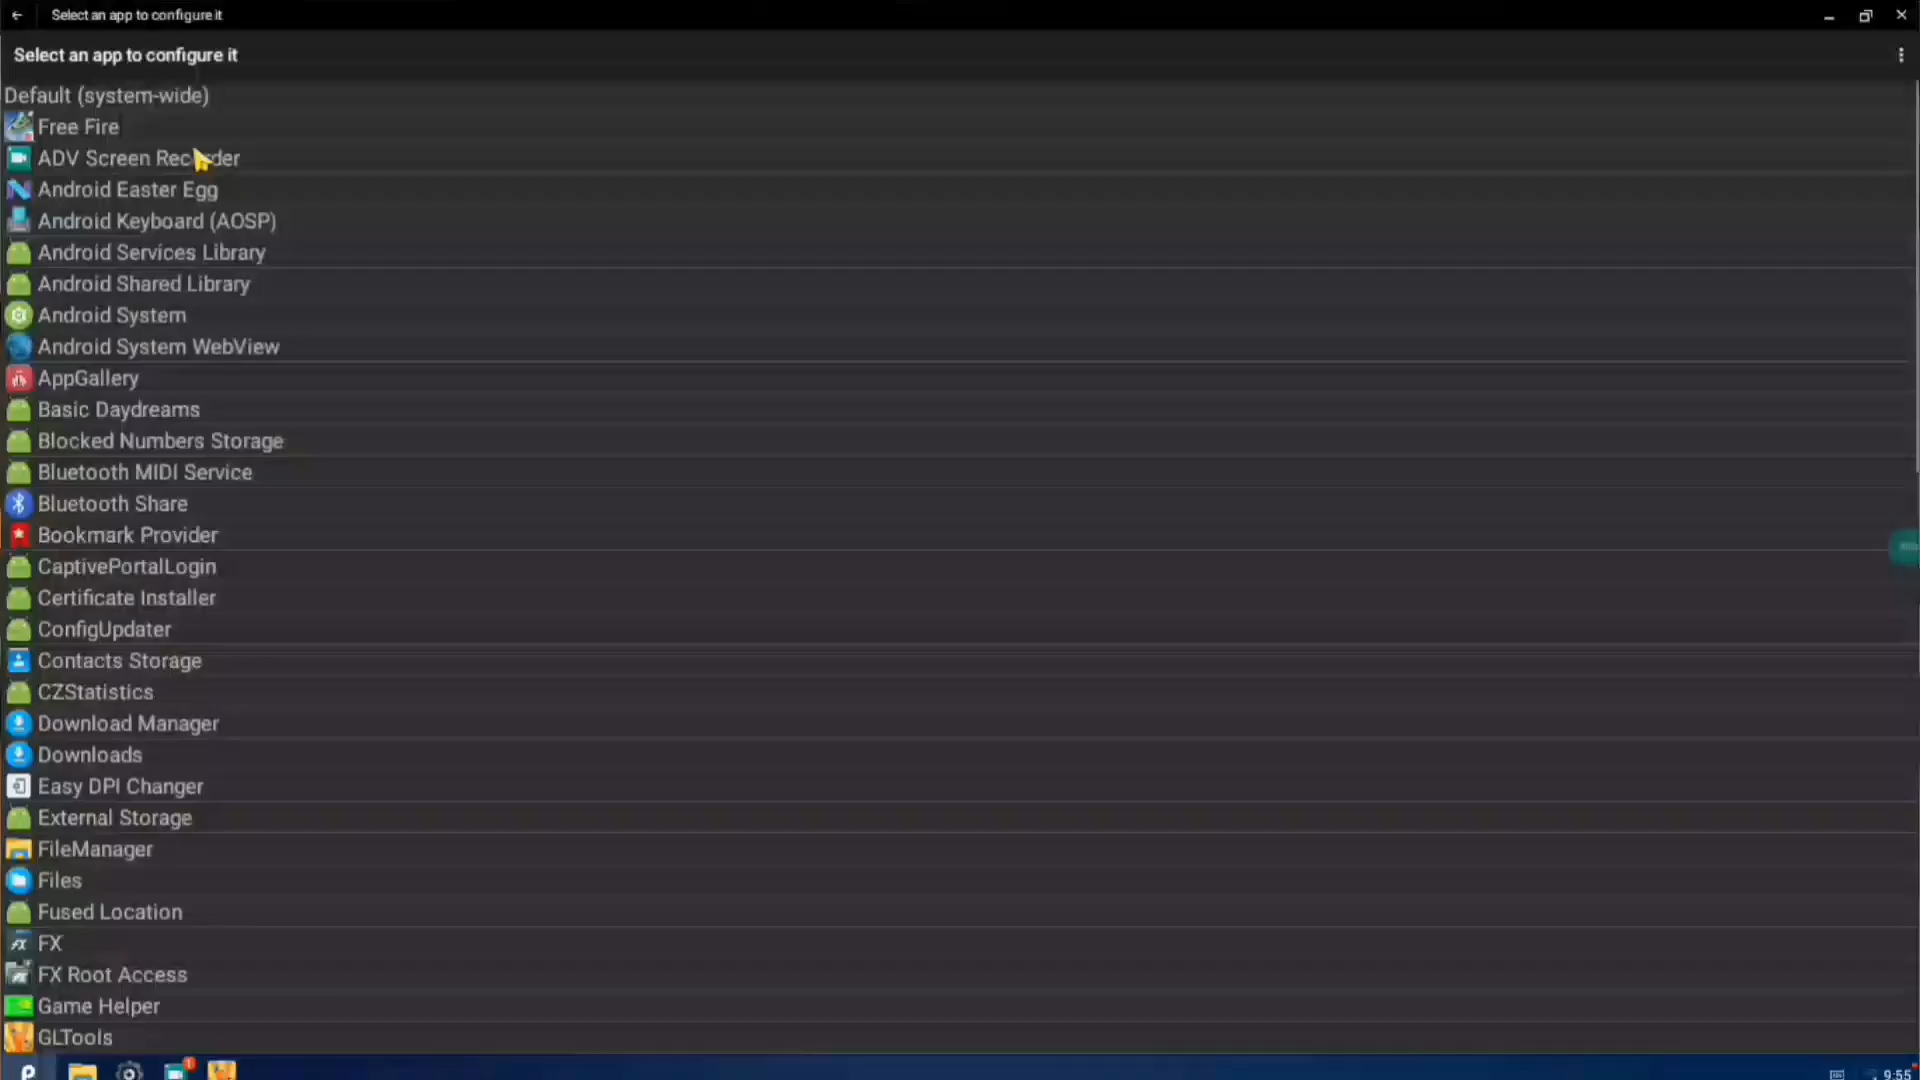 Select an app to configure it
Select an app to configure it
Default (system-wide)
Free Fire
ADV Screen Recorder
Android Easter Egg
Android Keyboard (AOSP)
Android Services Library
Android Shared Library
Android System
Android System WebView
AppGallery
Basic Daydreams
Blocked Numbers Storage
Bluetooth MIDI Service
Bluetooth Share
Bookmark Provider
CaptivePortalLogin
Certificate Installer
ConfigUpdater
Contacts Storage
CZStatistics
Download Manager
Downloads
Easy DPI Changer
External Storage
FileManager
Files
Fused Location
FX
FX Root Access
Game Helper
GLTools
9:55